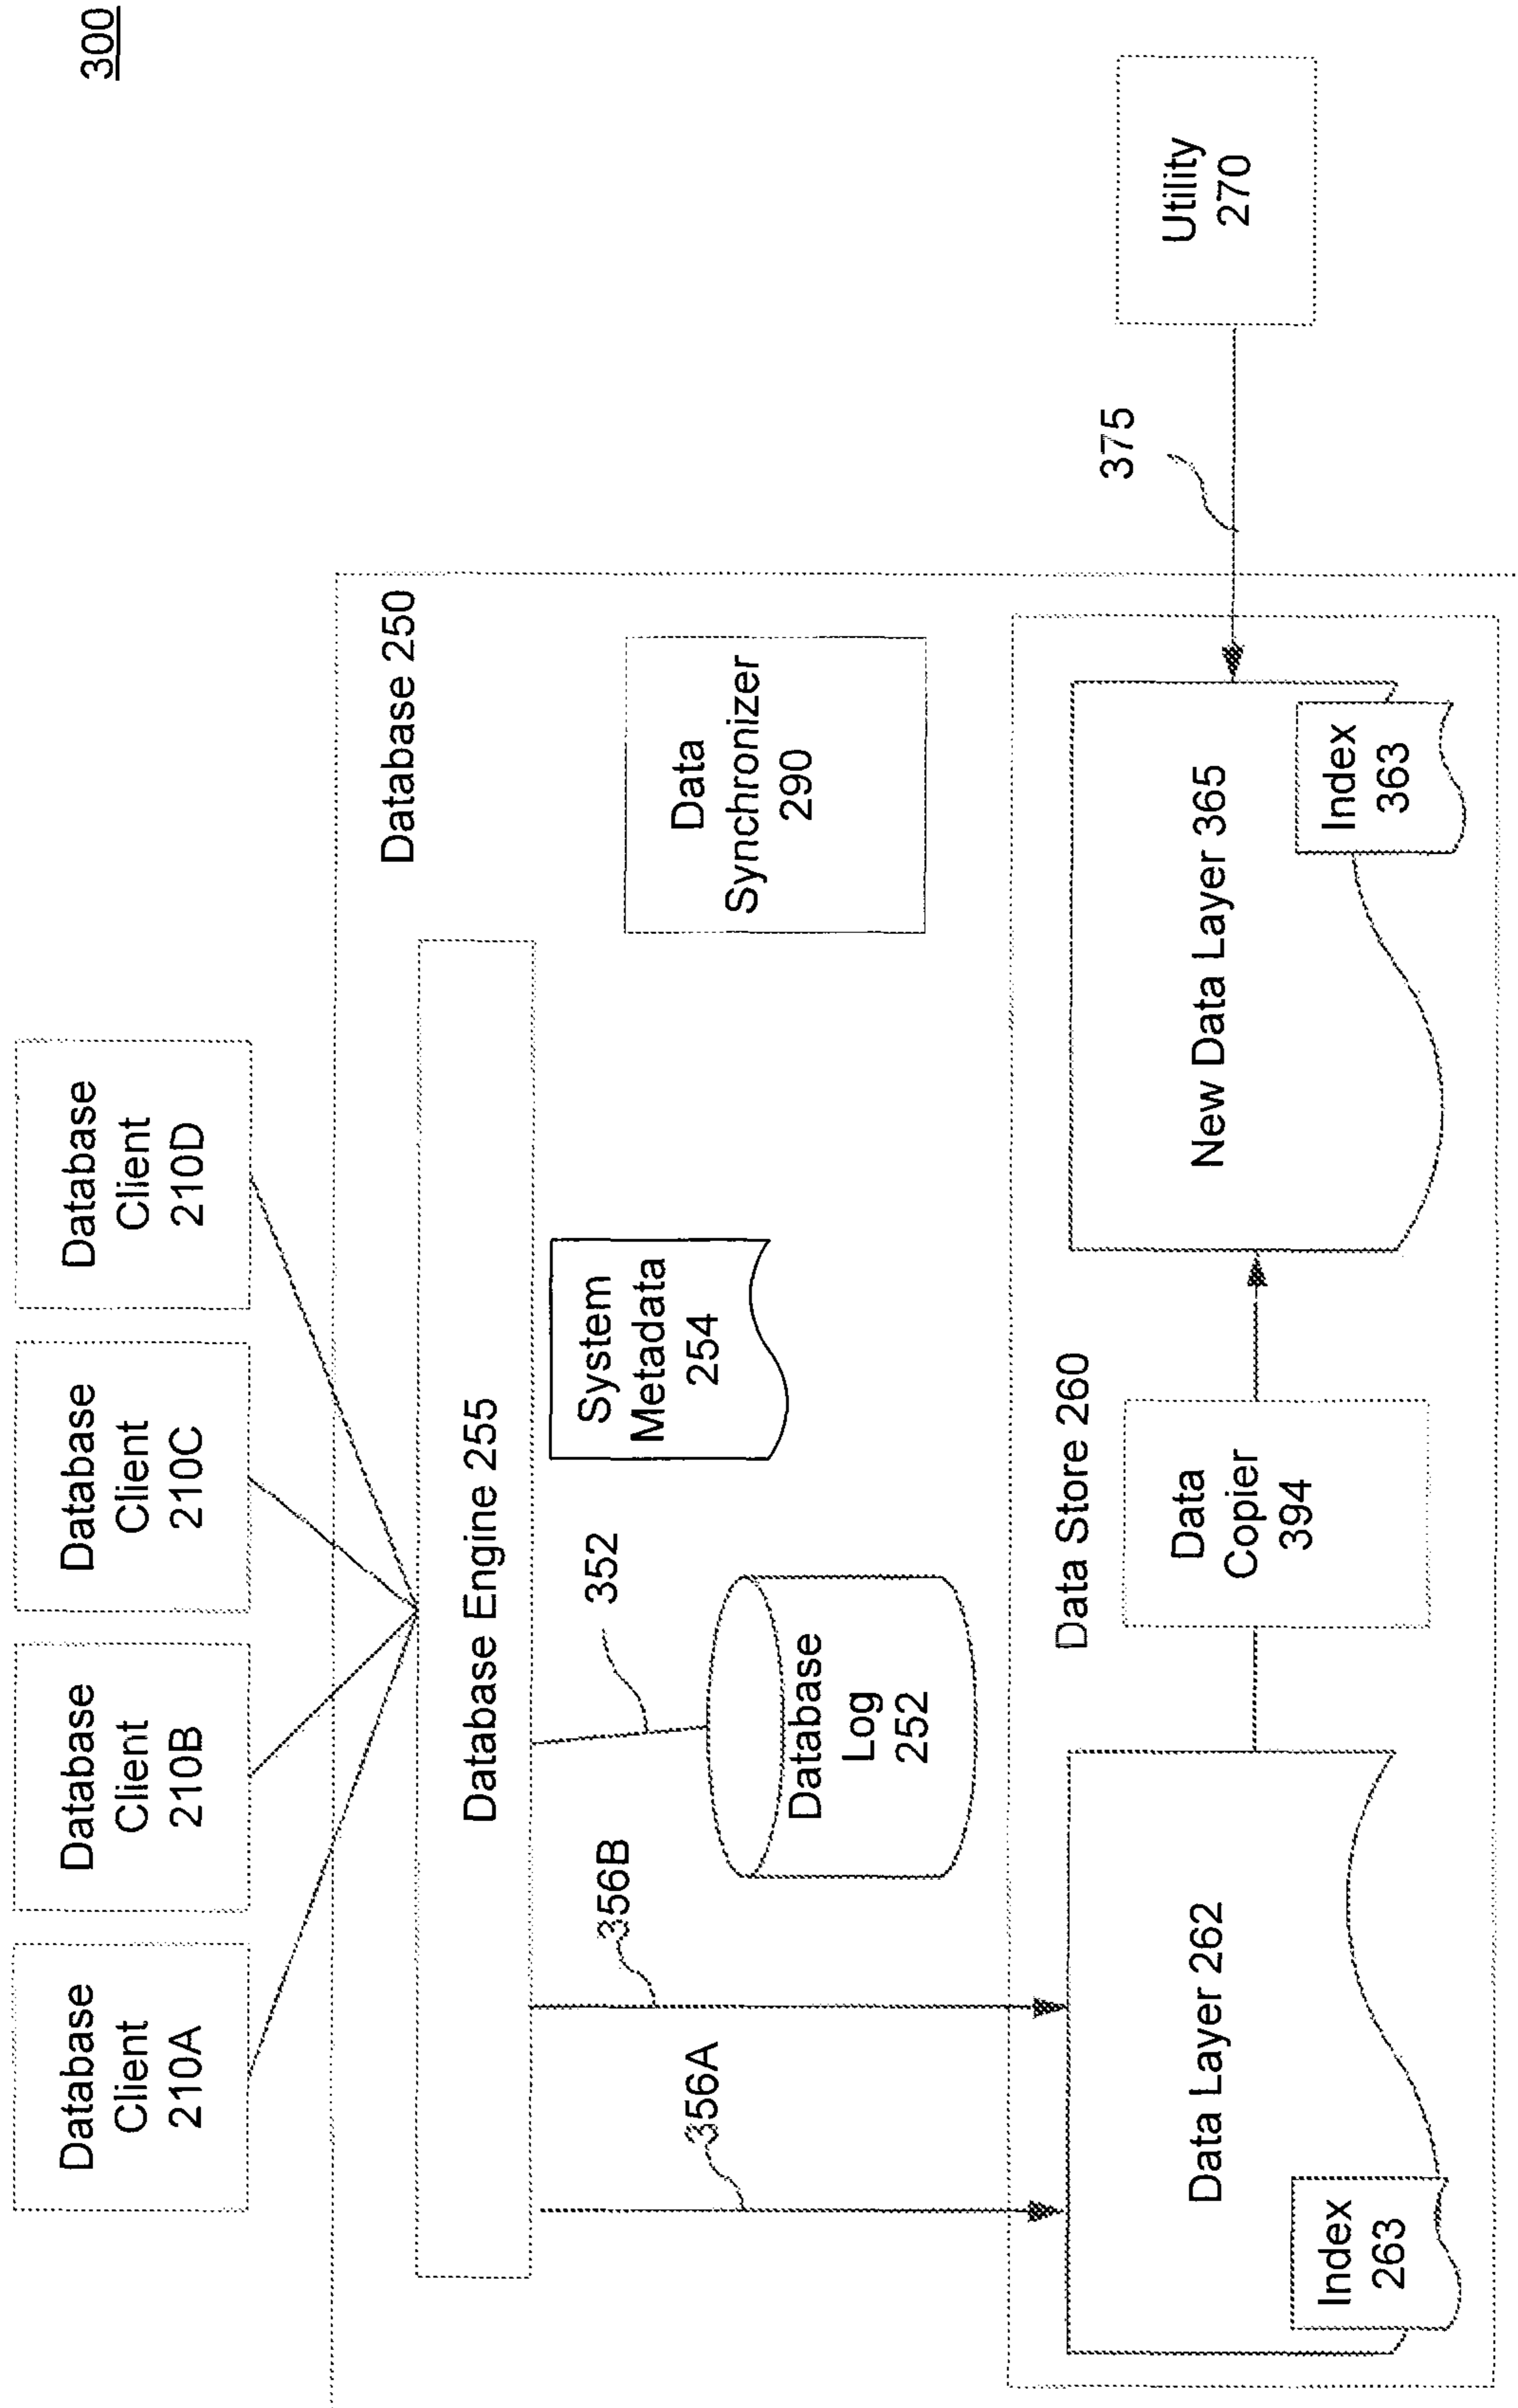 300
Database
Client
210A
Database
Client
210B
Database
Client
210C
Database
Client
210D
Database 250
Database Engine 255
356A
356B
352
Database
Log
252
System
Metadata
254
Data
Synchronizer
290
Data Store 260
Data Layer 262
Index
263
Data
Copier
394
New Data Layer 365
Index
363
375
Utility
270